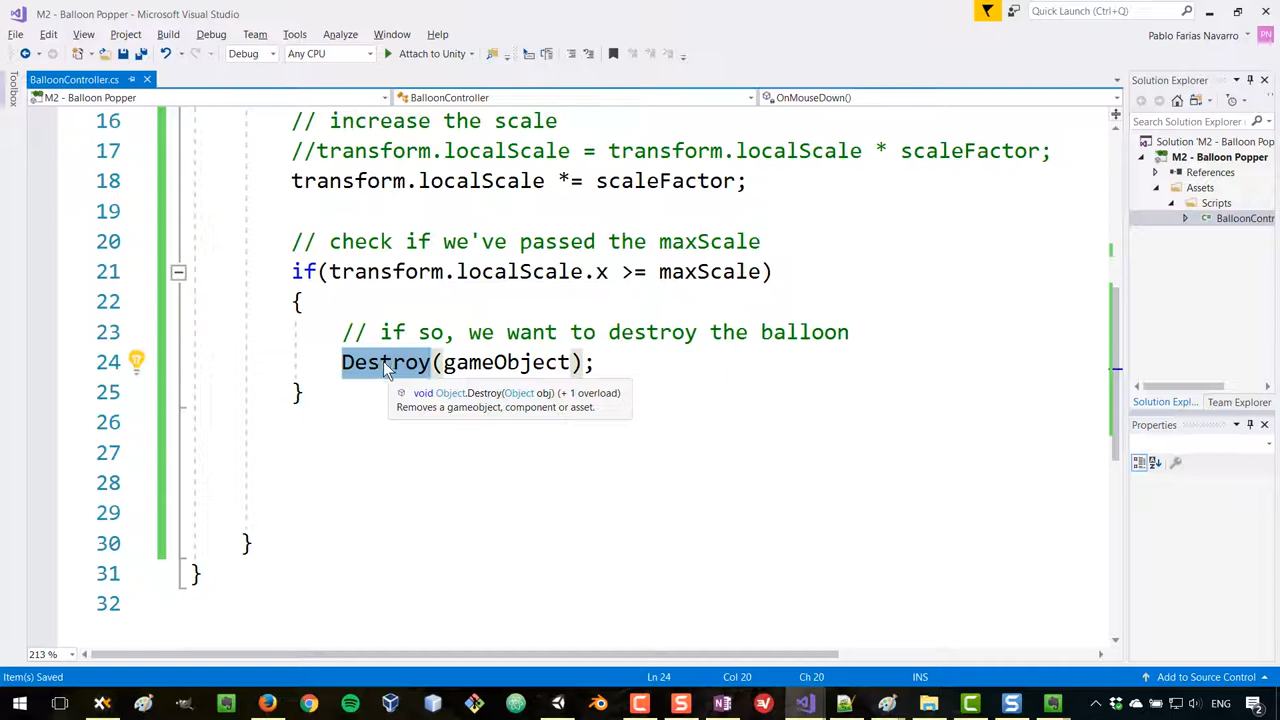 M2 - Balloon Popper - Microsoft Visual Studio
Quick Launch (Ctrl+Q)
File Edit View Project Build Debug Team Tools Analyze Window Help
Pablo Farias Navarro PN
Debug Any CPU Attach to Unity
Toolbox
BalloonController.cs
M2 - Balloon Popper BalloonController OnMouseDown()
16 // increase the scale
17 //transform.localScale = transform.localScale * scaleFactor;
18 transform.localScale *= scaleFactor;
19
20 // check if we've passed the maxScale
21 if(transform.localScale.x >= maxScale)
22 {
23 // if so, we want to destroy the balloon
24 Destroy(gameObject);
void Object.Destroy(Object obj) (+ 1 overload)
Removes a gameobject, component or asset.
25 }
26
27
28
29
30 }
31 }
32
213 %
Solution Explorer
Search Solution Explorer
Solution 'M2 - Balloon Popper'
M2 - Balloon Popper
References
Assets
Scripts
BalloonContr
Solution Expl... Team Explorer
Properties
Item(s) Saved Ln 24 Col 20 Ch 20 INS Add to Source Control
ENG